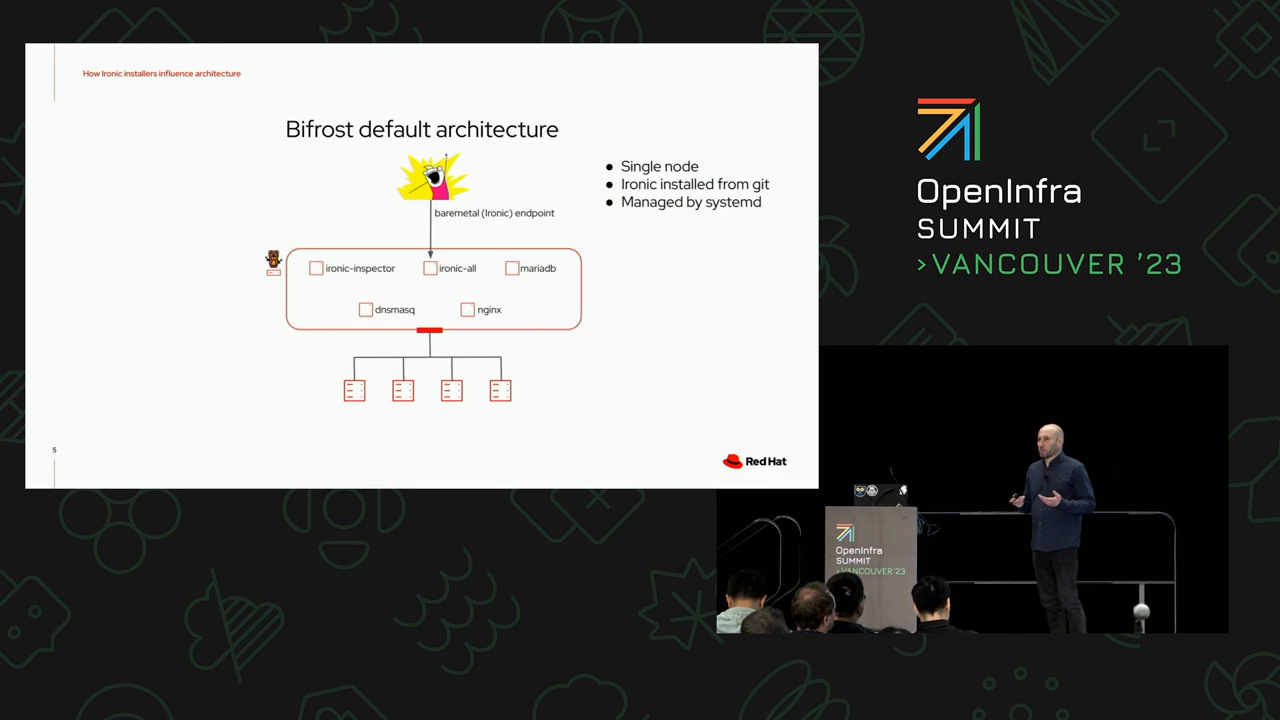 How Ironic installers influence architecture
Bifrost default architecture
● Single node
● Ironic installed from git
● Managed by systemd
baremetal (Ironic) endpoint
ironic-inspector
ironic-all
mariadb
dnsmasq
nginx
5
Red Hat
OpenInfra
SUMMIT
>VANCOUVER '23
OpenInfra
SUMMIT
>VANCOUVER '23